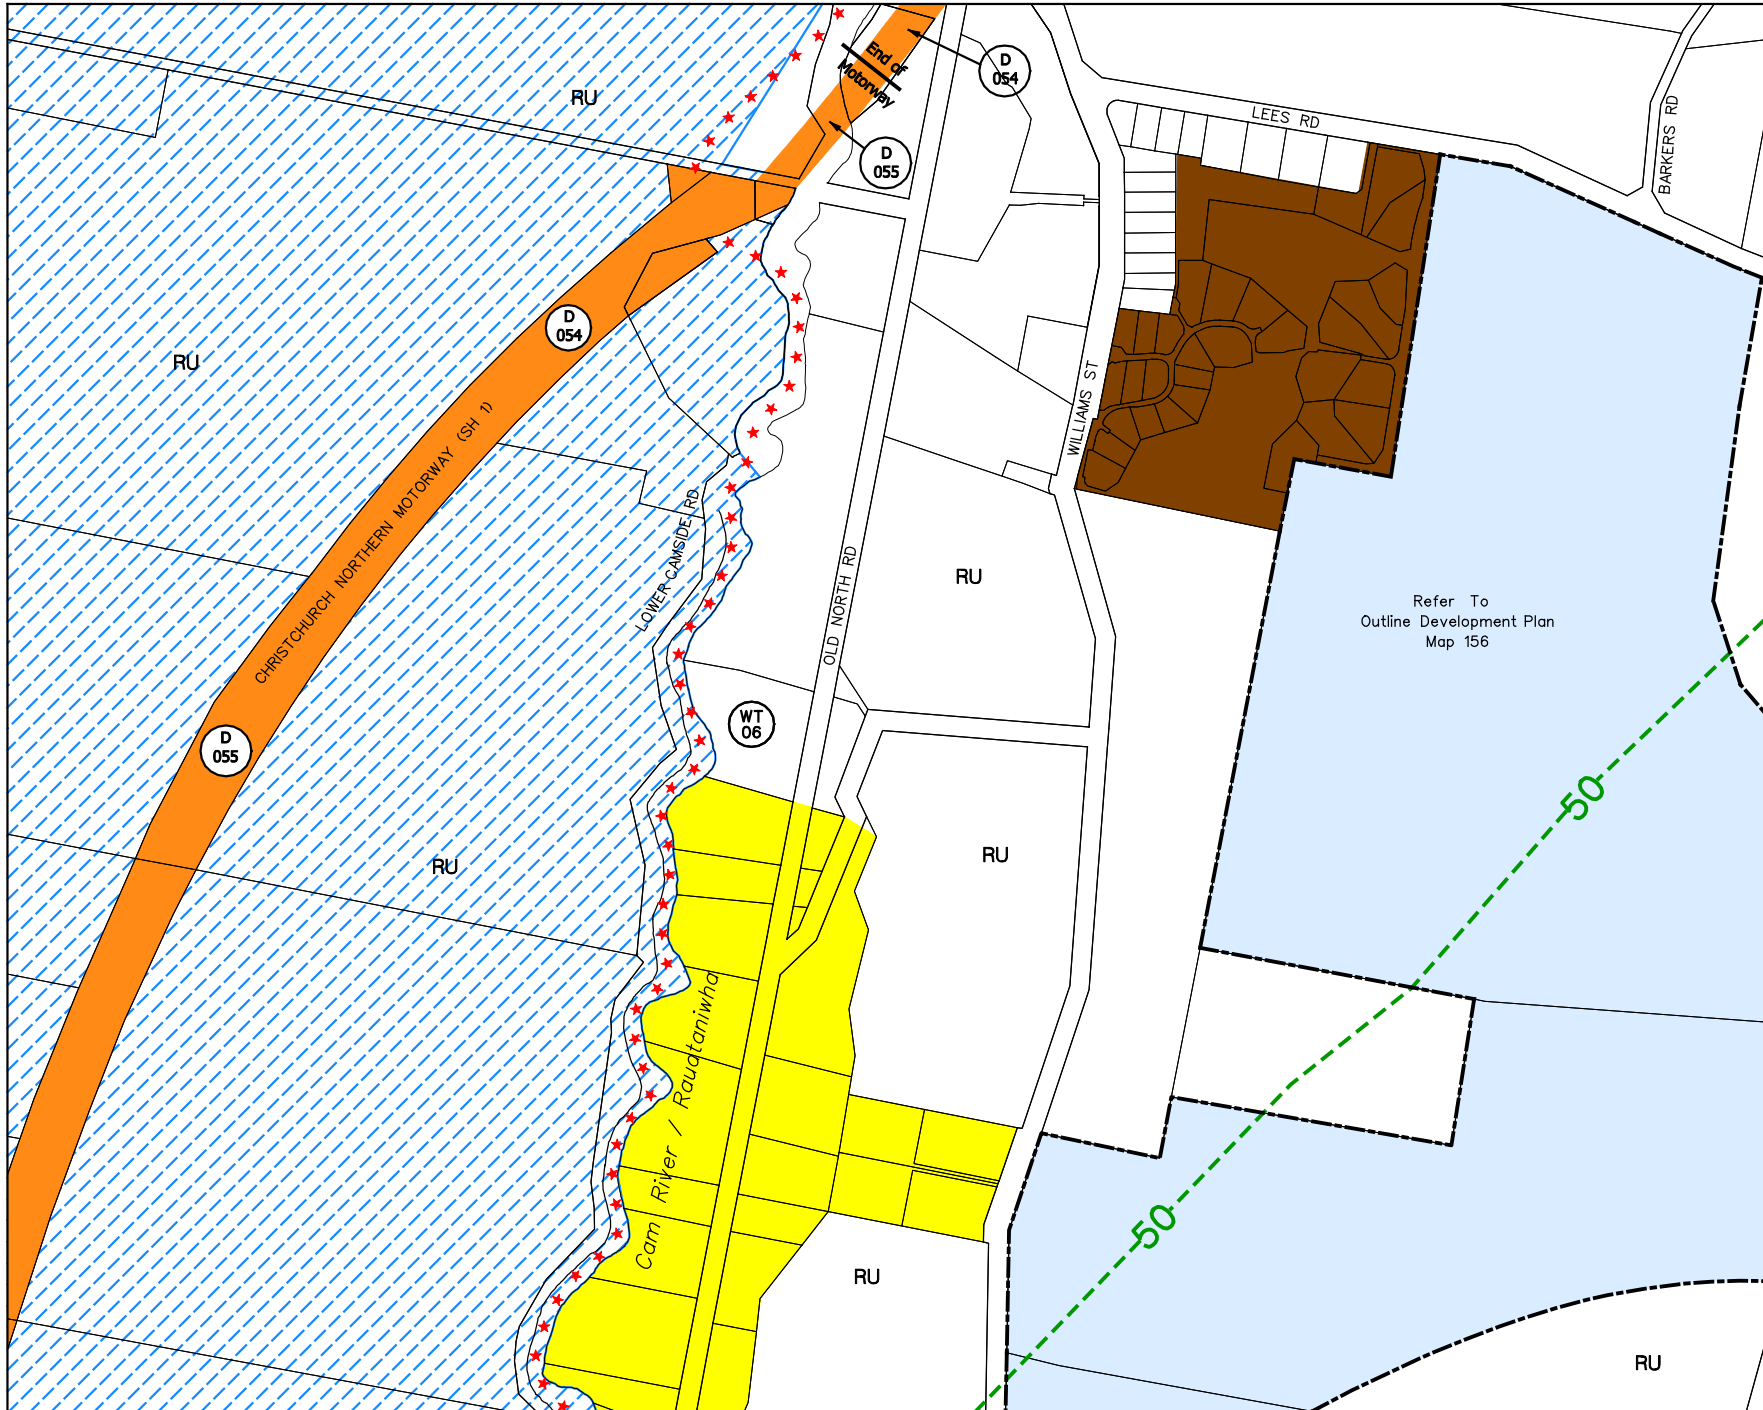 RU
End of
Motorway
D
054
D
055
LEES RD
BARKERS RD
D
054
RU
CHRISTCHURCH NORTHERN MOTORWAY (SH 1)
WILLIAMS ST
LOWER CAMSIDE RD
OLD NORTH RD
RU
Refer To
Outline Development Plan
Map 156
WT
06
D
055
50
RU
RU
Cam River / Rauataniwha
50
RU
RU